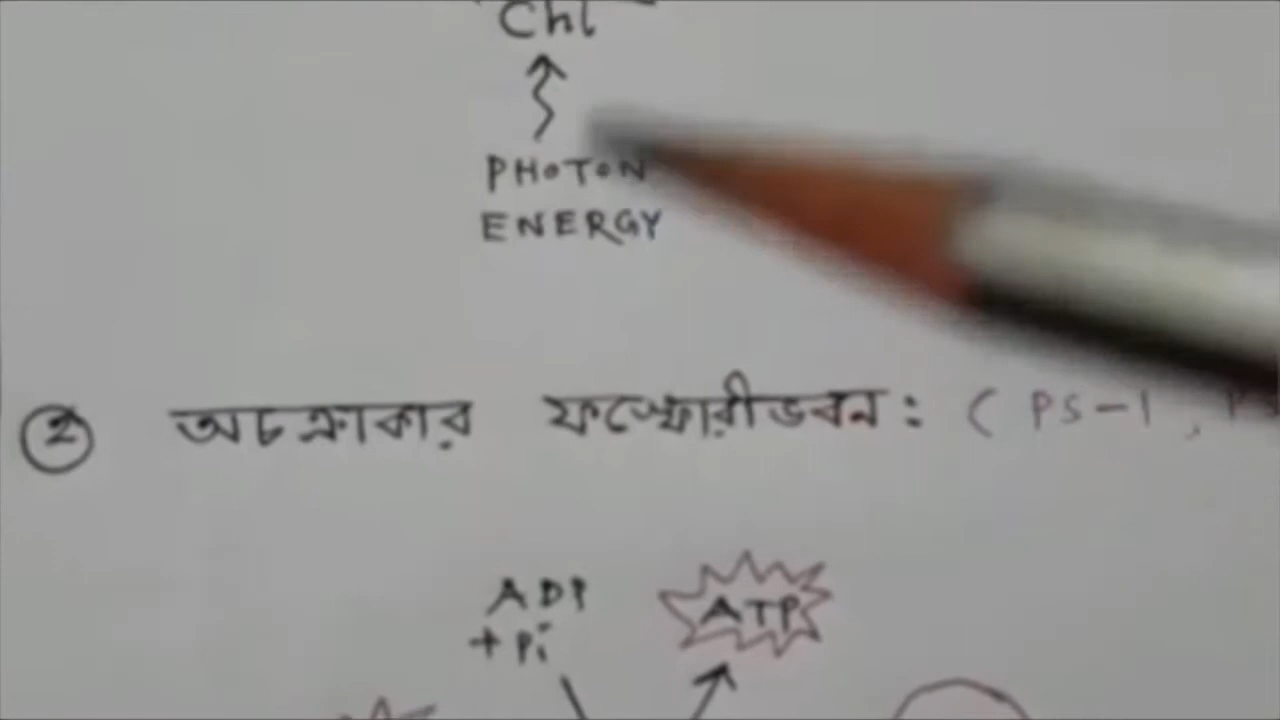 Chl
PHOTON
ENERGY
② অচক্রাকার ফস্ফোরীভবন : ( PS-1 ,
ADP ATP
+ Pi